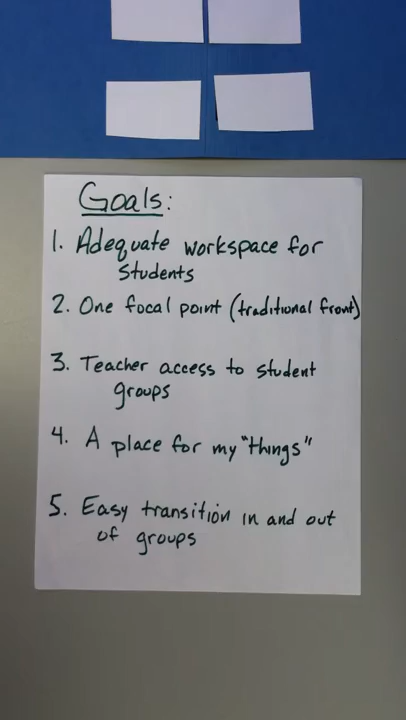 Goals:
1. Adequate workspace for
Students
2. One focal point (traditional front)
3. Teacher access to student
groups
4. A place for my "things"
5. Easy transition in and out
of groups